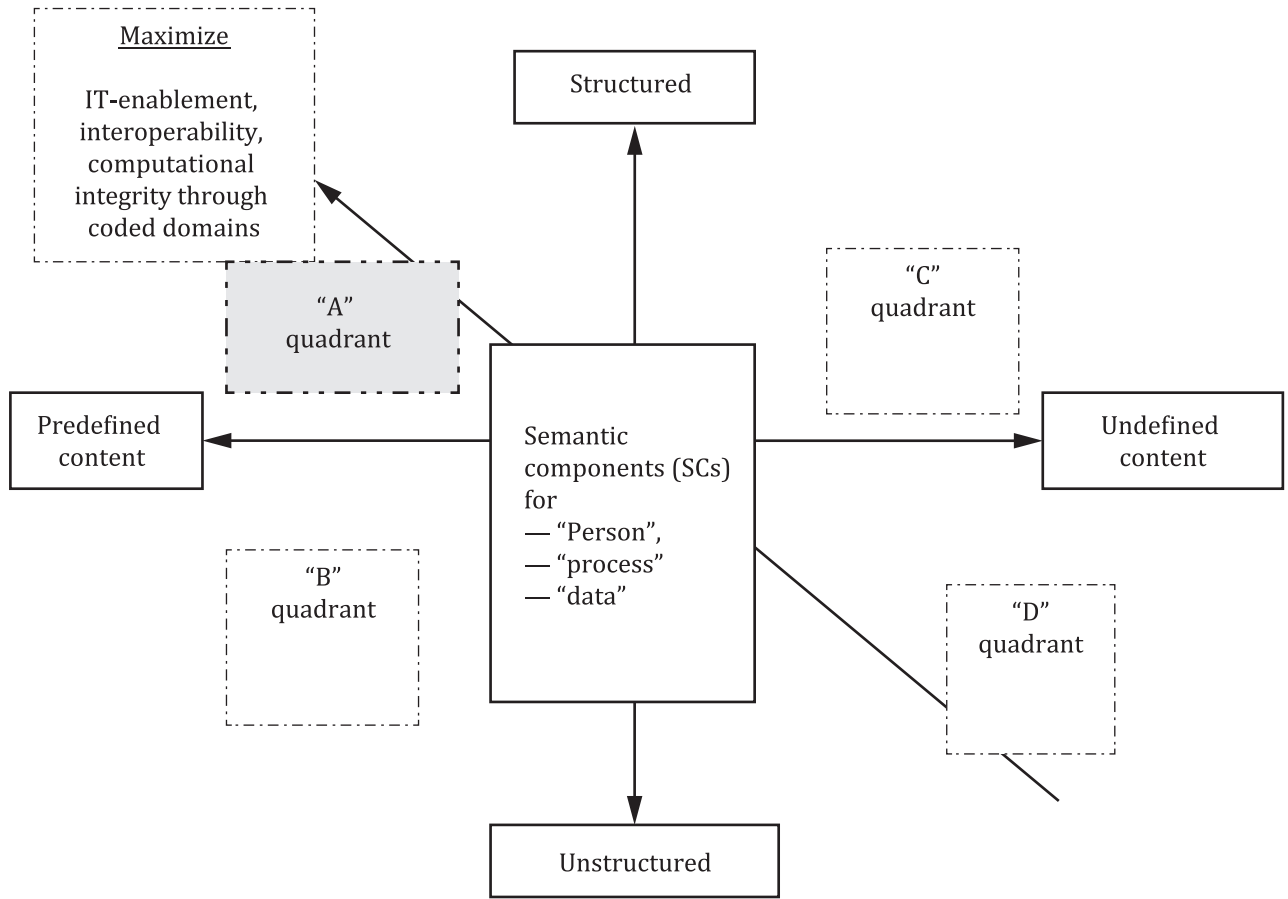 Maximize
IT-enablement,
interoperability,
computational
integrity through
coded domains
Structured
“A”
quadrant
“C”
quadrant
Predefined
content
Semantic
components (SCs)
for
— “Person”,
— “process”
— “data”
Undefined
content
“B”
quadrant
“D”
quadrant
Unstructured